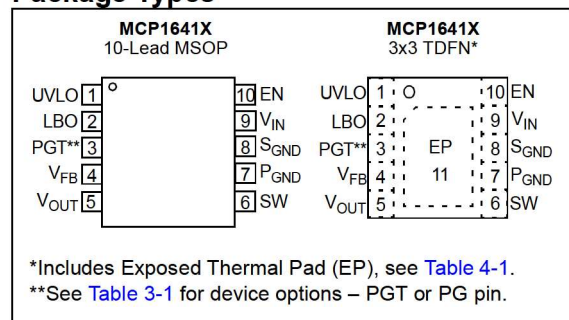 Package Types
MCP1641X
10-Lead MSOP
UVLO 1
LBO 2
PGT** 3
VFB 4
VOUT 5
10 EN
9 VIN
8 SGND
7 PGND
6 SW
MCP1641X
3x3 TDFN*
UVLO 1
LBO 2
PGT** 3
VFB 4
VOUT 5
EP
11
10 EN
9 VIN
8 SGND
7 PGND
6 SW
*Includes Exposed Thermal Pad (EP), see Table 4-1.
**See Table 3-1 for device options – PGT or PG pin.